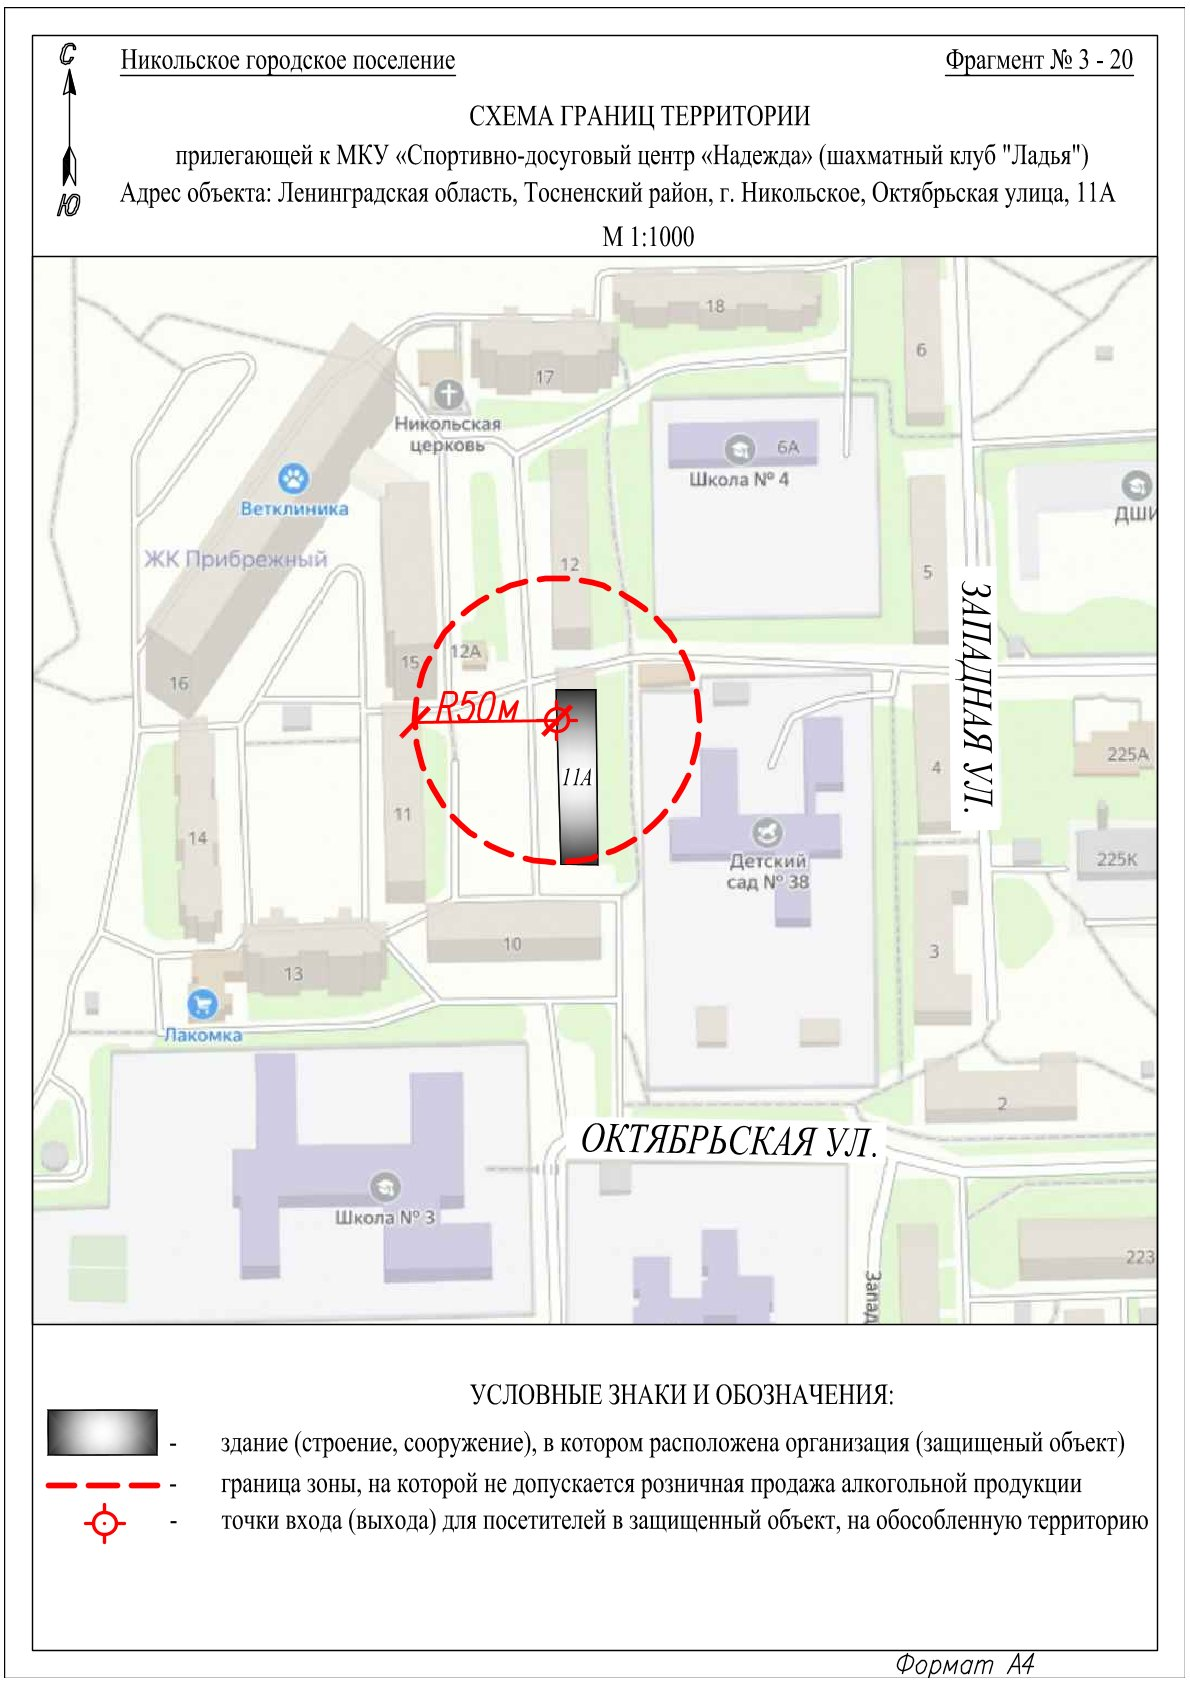 С
Ю
Никольское городское поселение
Фрагмент № 3 - 20
СХЕМА ГРАНИЦ ТЕРРИТОРИИ
прилегающей к МКУ «Спортивно-досуговый центр «Надежда» (шахматный клуб "Ладья")
Адрес объекта: Ленинградская область, Тосненский район, г. Никольское, Октябрьская улица, 11А
М 1:1000
18
6
17
Никольская
церковь
6А
Школа № 4
Ветклиника
ДШИ
ЖК Прибрежный
12
5
ЗАПАДНАЯ УЛ.
12А
15
16
R50м
11А
4
225А
11
14
Детский
сад № 38
225К
10
3
13
Лакомка
2
ОКТЯБРЬСКАЯ УЛ.
Школа № 3
223
Запад
УСЛОВНЫЕ ЗНАКИ И ОБОЗНАЧЕНИЯ:
- здание (строение, сооружение), в котором расположена организация (защищеный объект)
- граница зоны, на которой не допускается розничная продажа алкогольной продукции
- точки входа (выхода) для посетителей в защищенный объект, на обособленную территорию
Формат А4